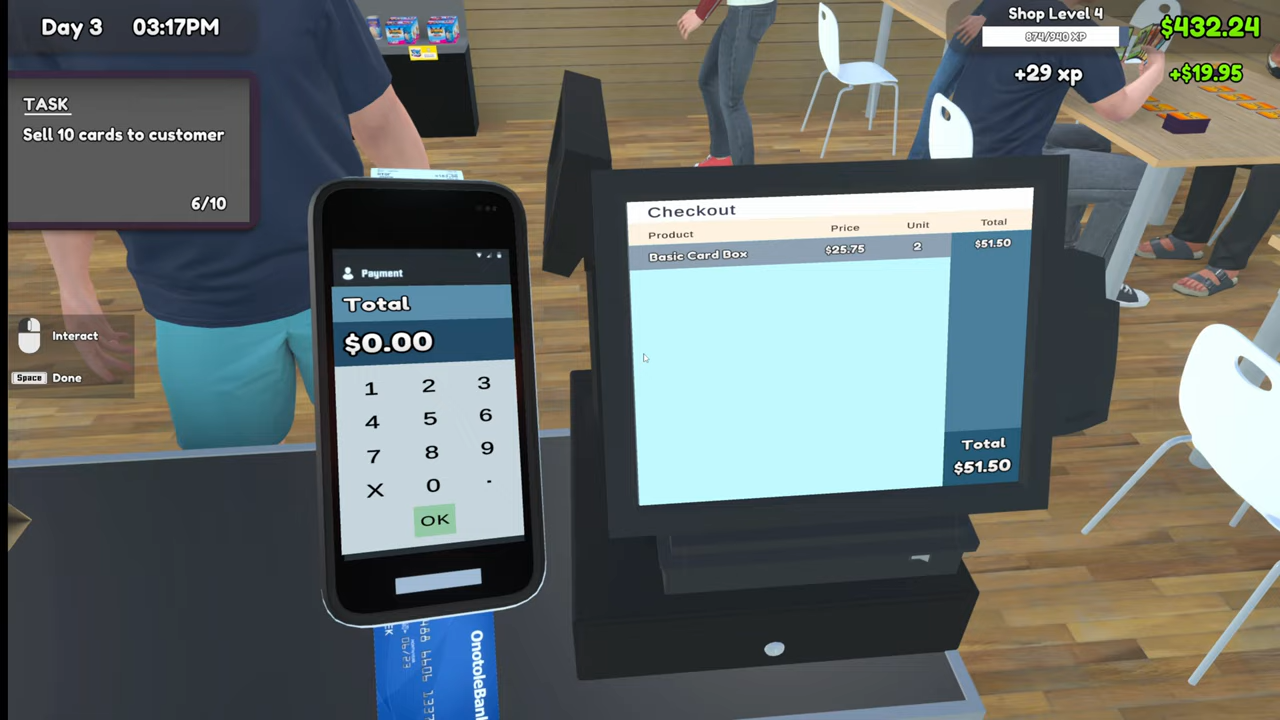 Day 3 03:17PM
Shop Level 4
874/940 XP
$432.24
+29 xp
+$19.95
TASK
Sell 10 cards to customer
6/10
Interact
Space Done
Payment
Total
$0.00
1 2 3
4 5 6
7 8 9
X 0 .
OK
Checkout
Product Price Unit Total
Basic Card Box $25.75 2 $51.50
Total
$51.50
OnotoleBank
06/23